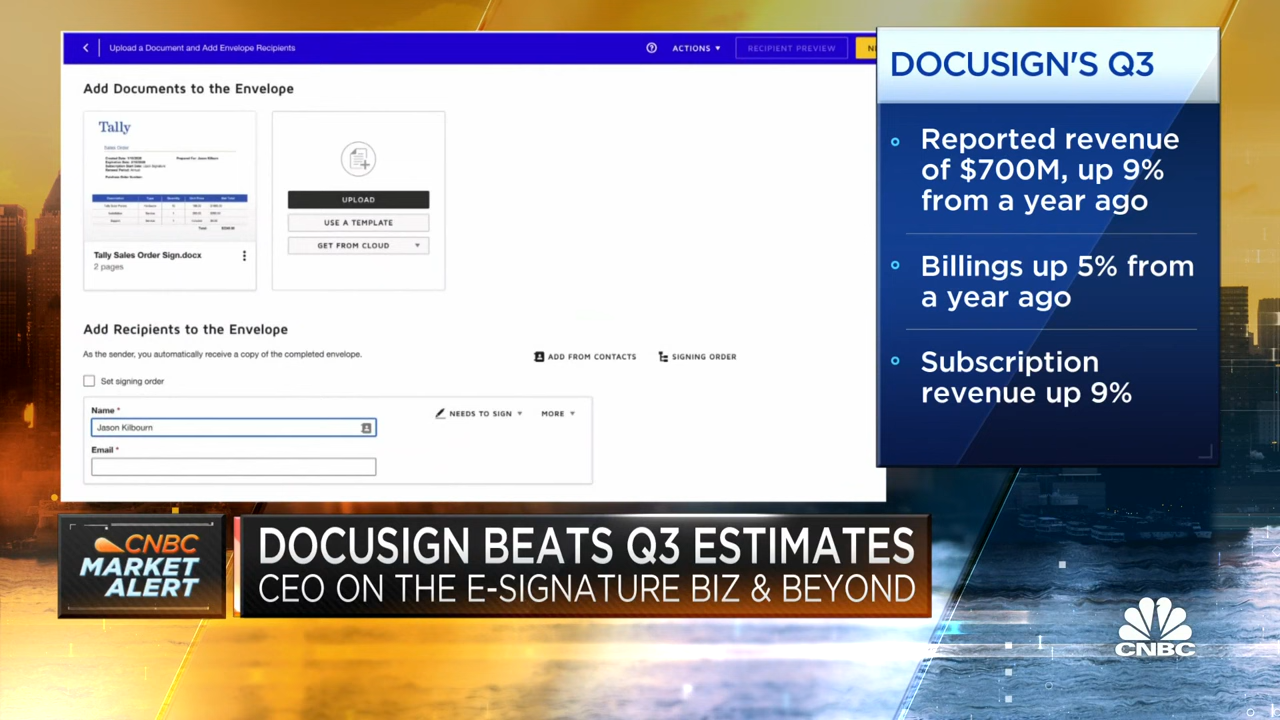 Upload a Document and Add Envelope Recipients
ACTIONS
RECIPIENT PREVIEW
Add Documents to the Envelope
Tally
Sales Order
Total
Tally Sales Order Sign.docx
2 pages
UPLOAD
USE A TEMPLATE
GET FROM CLOUD
Add Recipients to the Envelope
As the sender, you automatically receive a copy of the completed envelope.
ADD FROM CONTACTS
SIGNING ORDER
Set signing order
Name *
NEEDS TO SIGN
MORE
Jason Kilbourn
Email *
DOCUSIGN'S Q3
Reported revenue
of $700M, up 9%
from a year ago
Billings up 5% from
a year ago
Subscription
revenue up 9%
CNBC
MARKET
ALERT
DOCUSIGN BEATS Q3 ESTIMATES
CEO ON THE E-SIGNATURE BIZ & BEYOND
CNBC